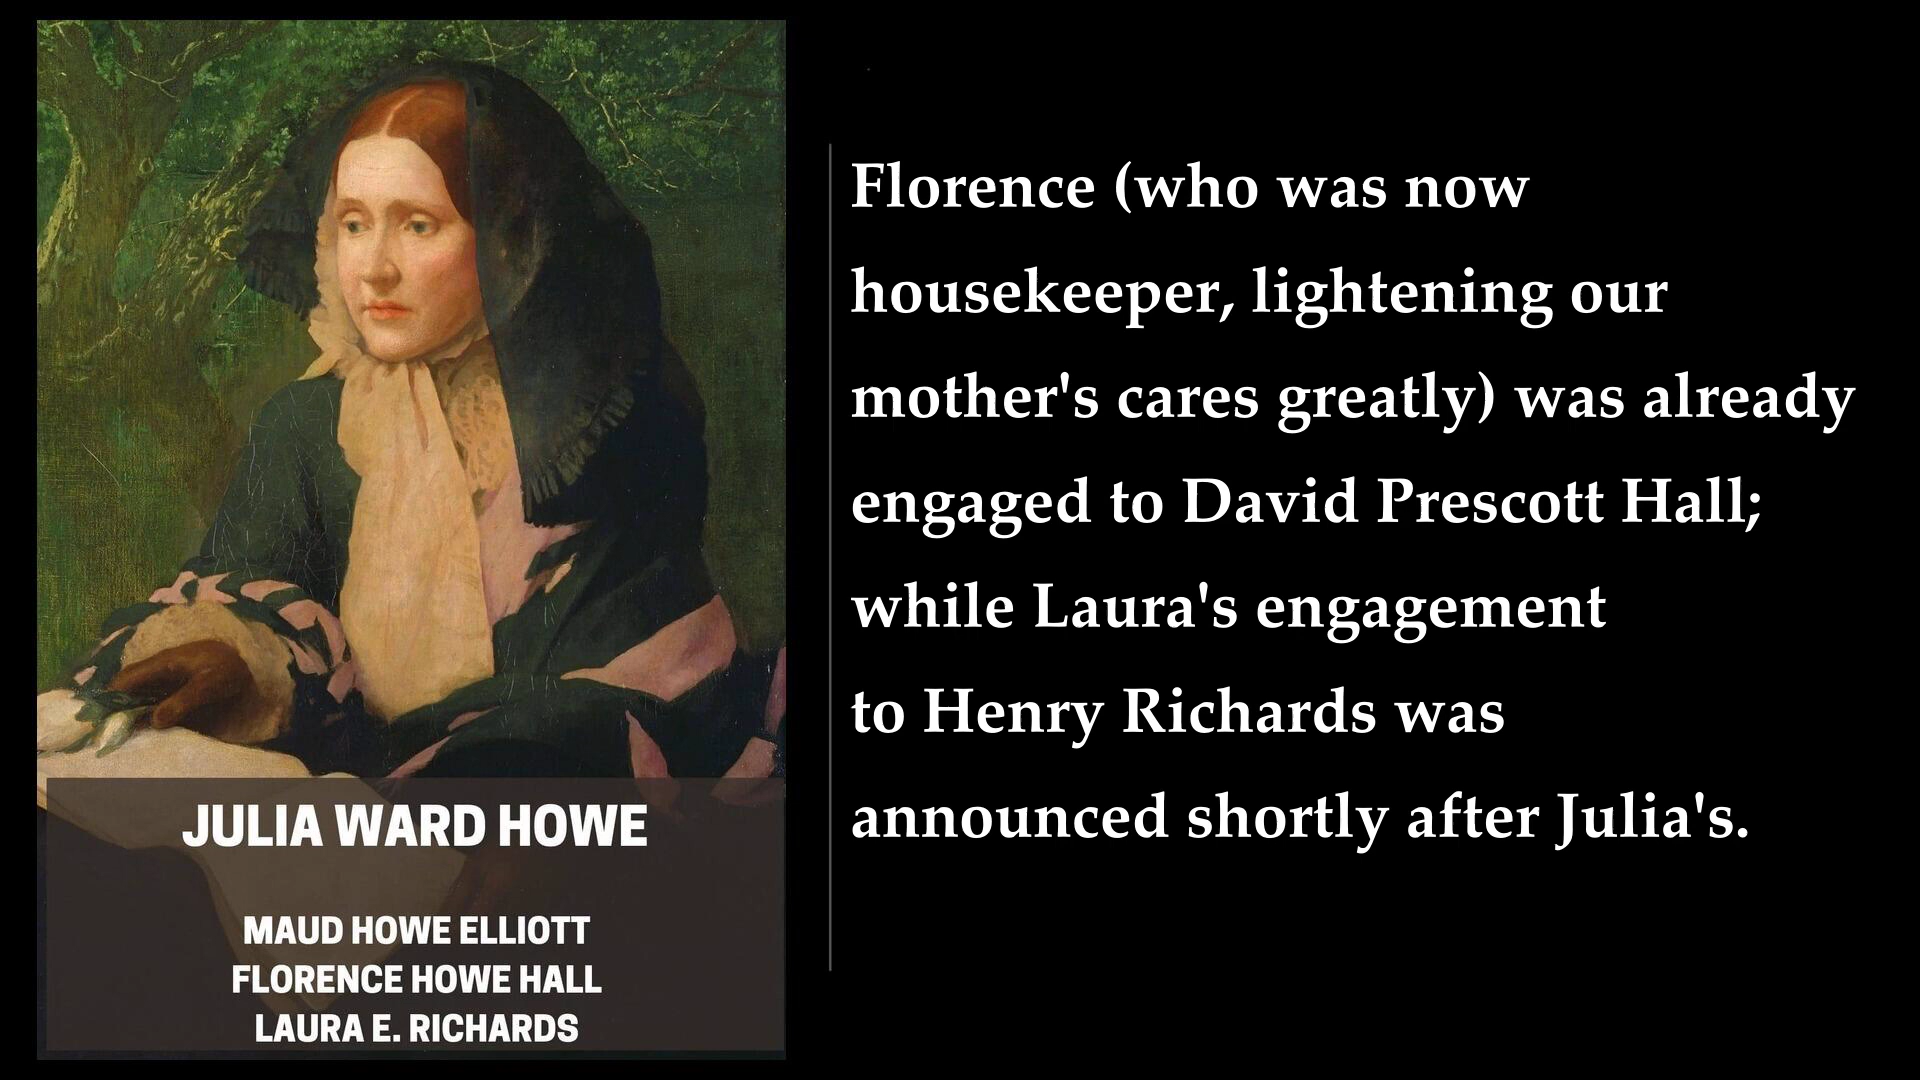 JULIA WARD HOWE
MAUD HOWE ELLIOTT
FLORENCE HOWE HALL
LAURA E. RICHARDS
Florence (who was now
housekeeper, lightening our
mother's cares greatly) was already
engaged to David Prescott Hall;
while Laura's engagement
to Henry Richards was
announced shortly after Julia's.